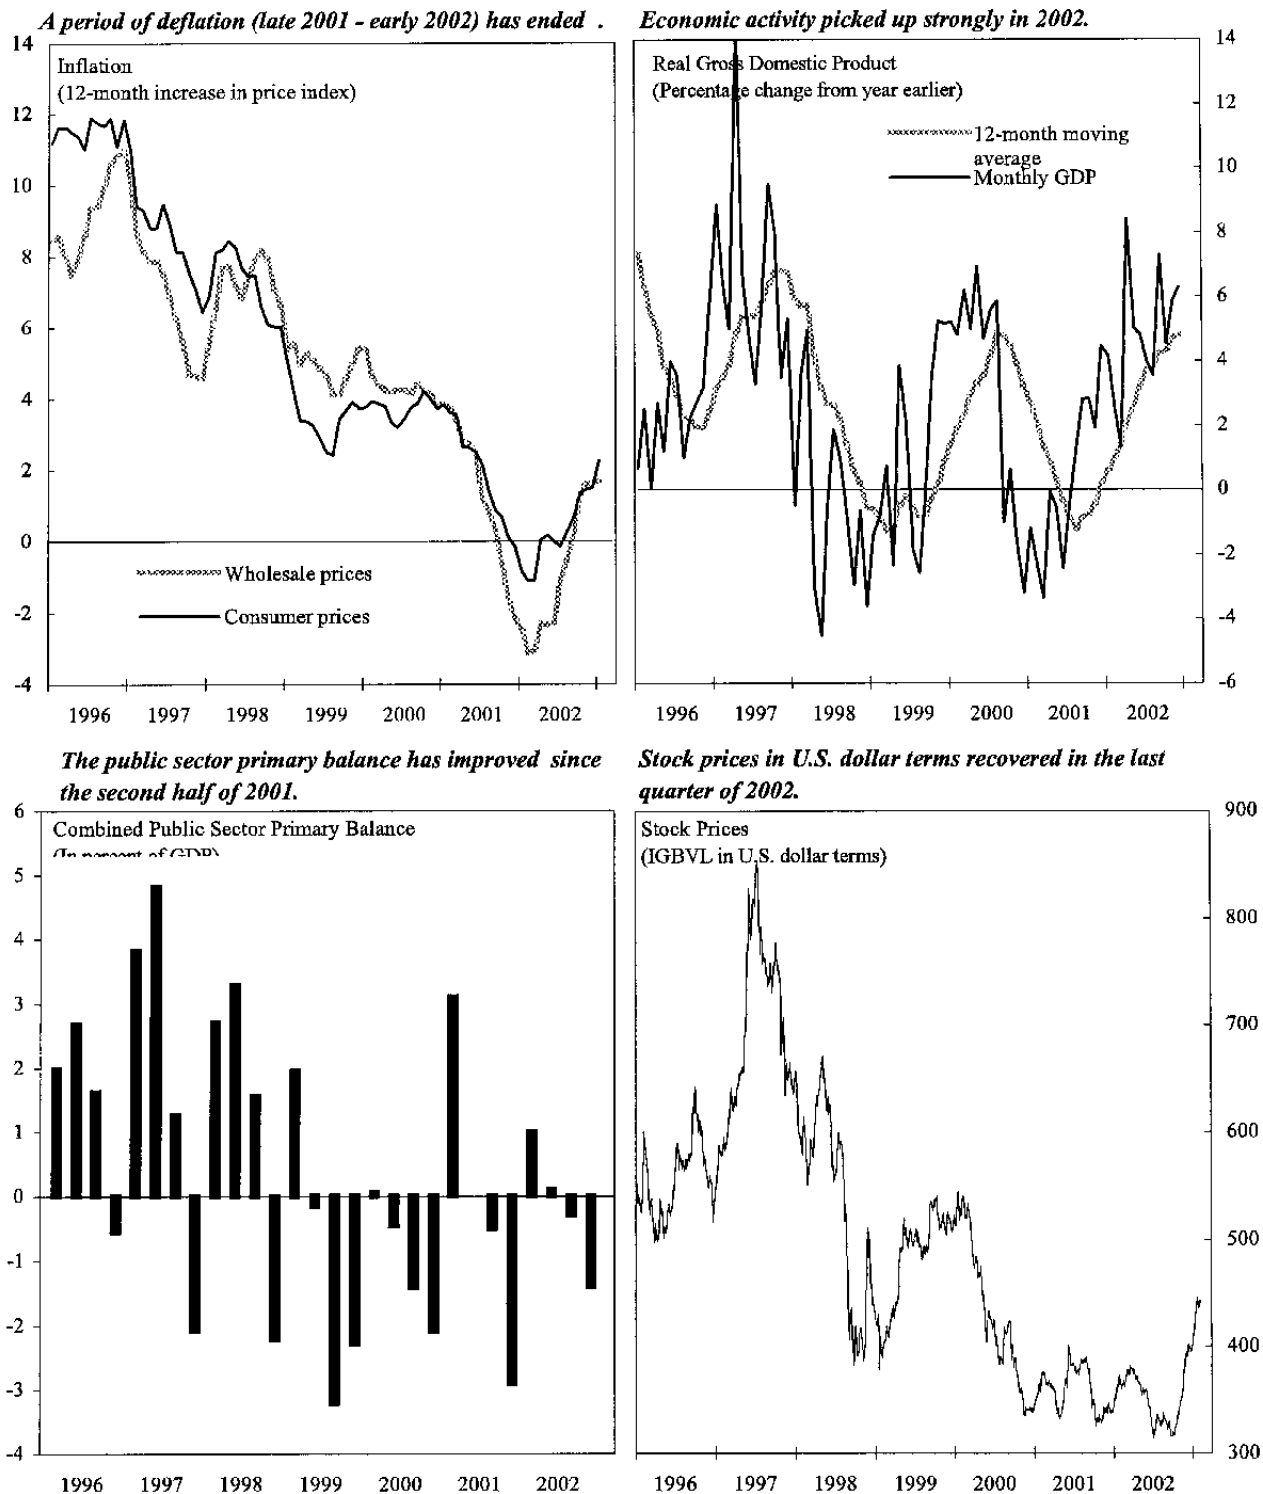 A period of deflation (late 2001 - early 2002) has ended .
14
Inflation
(12-month increase in price index)
12
10
8
6
4
2
0
-2
-4
Wholesale prices
Consumer prices
1996 1997 1998 1999 2000 2001 2002
Economic activity picked up strongly in 2002.
14
Real Gross Domestic Product
(Percentage change from year earlier)
12
12-month moving
average
Monthly GDP
10
8
6
4
2
0
-2
-4
-6
1996 1997 1998 1999 2000 2001 2002
The public sector primary balance has improved since
the second half of 2001.
6
Combined Public Sector Primary Balance
(In percent of GDP)
5
4
3
2
1
0
-1
-2
-3
-4
1996 1997 1998 1999 2000 2001 2002
Stock prices in U.S. dollar terms recovered in the last
quarter of 2002.
900
Stock Prices
(IGBVL in U.S. dollar terms)
800
700
600
500
400
300
1996 1997 1998 1999 2000 2001 2002